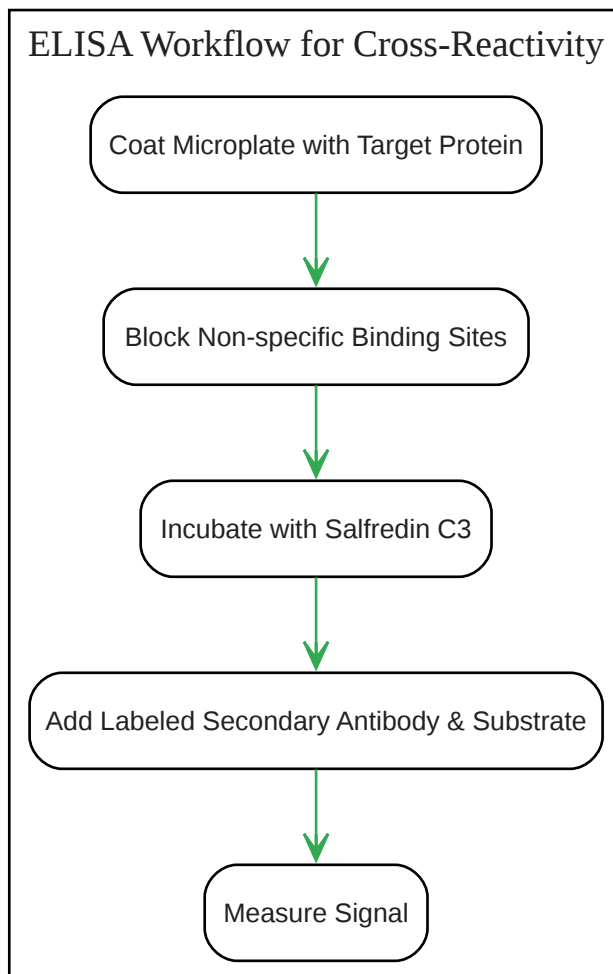 ELISA Workflow for Cross-Reactivity
Coat Microplate with Target Protein
Block Non-specific Binding Sites
Incubate with Salfredin C3
Add Labeled Secondary Antibody & Substrate
Measure Signal